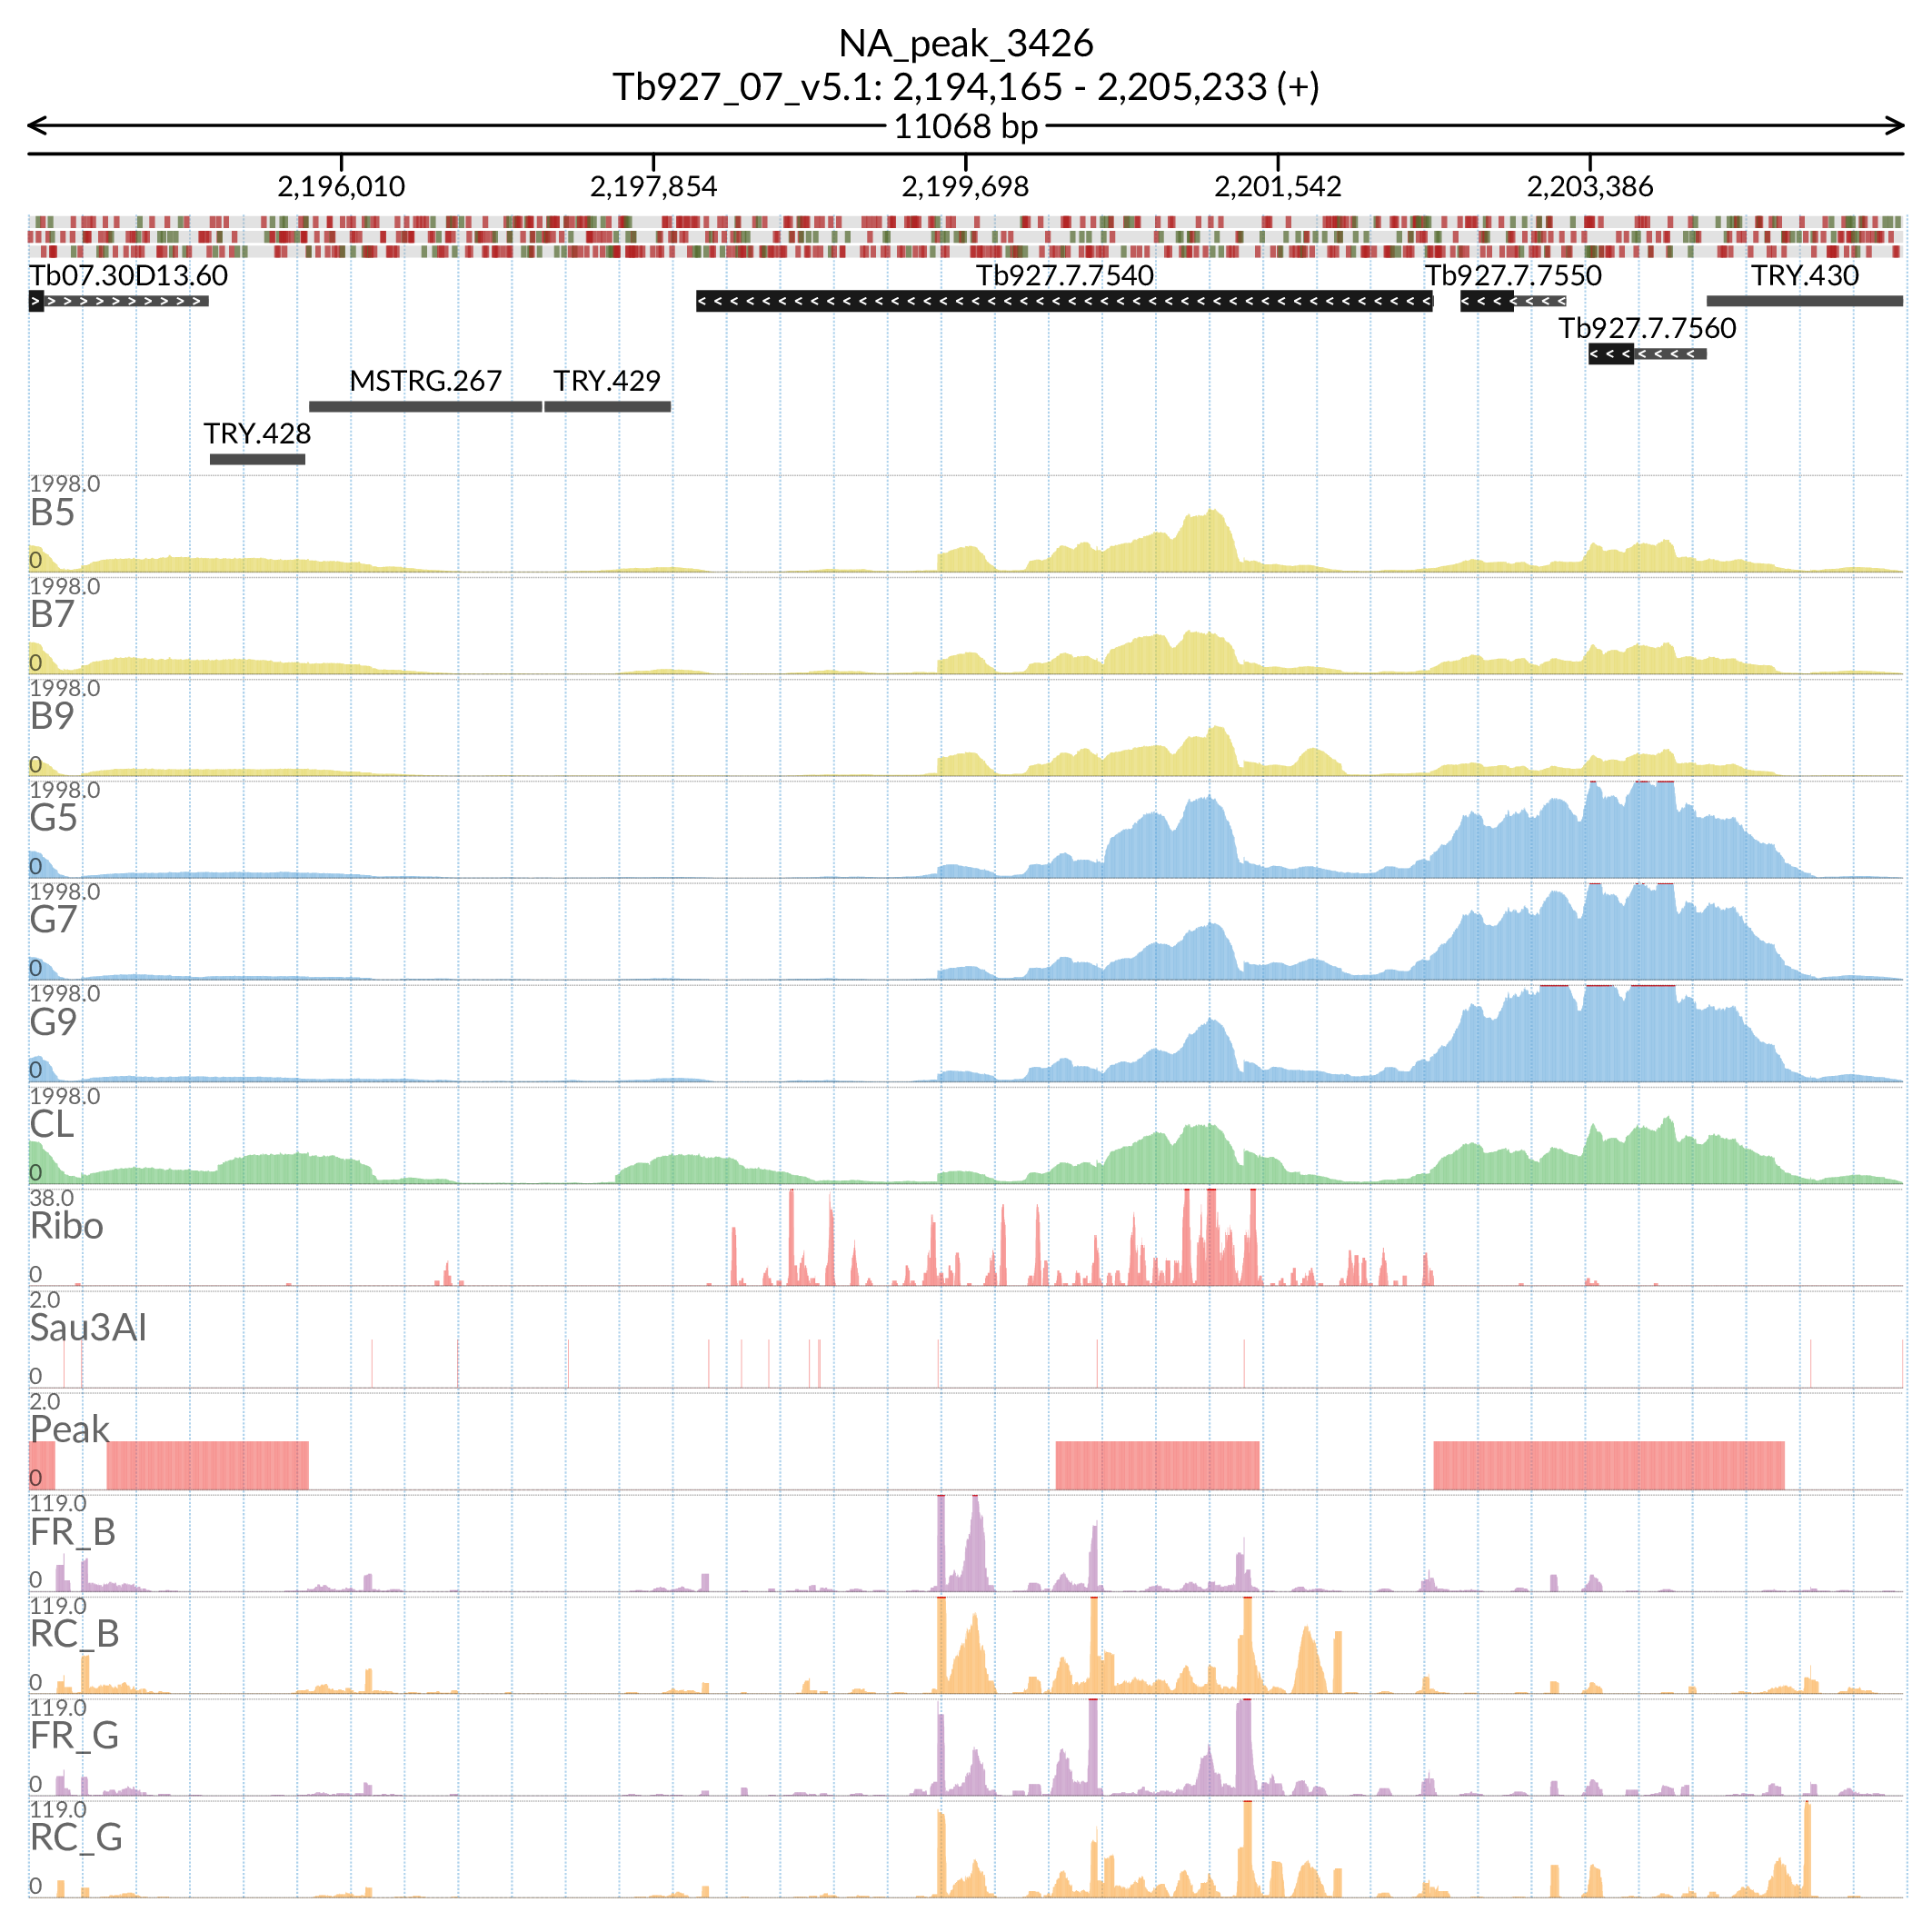 NA_peak_3426
Tb927_07_v5.1: 2,194,165 - 2,205,233 (+)
11068 bp
2,196,010 2,197,854 2,199,698 2,201,542 2,203,386
Tb07.30D13.60 Tb927.7.7540 Tb927.7.7550 TRY.430
Tb927.7.7560
MSTRG.267 TRY.429
TRY.428
1998.0
B5
0
1998.0
B7
0
1998.0
B9
0
1998.0
G5
0
1998.0
G7
0
1998.0
G9
0
1998.0
CL
0
38.0
Ribo
0
2.0
Sau3AI
0
2.0
Peak
0
119.0
FR_B
0
119.0
RC_B
0
119.0
FR_G
0
119.0
RC_G
0